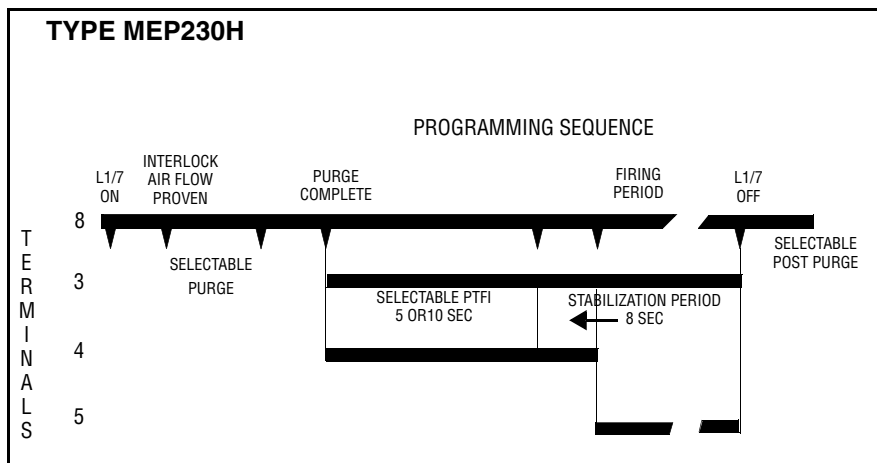 TYPE MEP230H
PROGRAMMING SEQUENCE
L1/7
ON
INTERLOCK
AIR FLOW
PROVEN
PURGE
COMPLETE
FIRING
PERIOD
L1/7
OFF
8
SELECTABLE
PURGE
SELECTABLE
POST PURGE
TERMINALS
3
SELECTABLE PTFI
5 OR10 SEC
STABILIZATION PERIOD
8 SEC
4
5